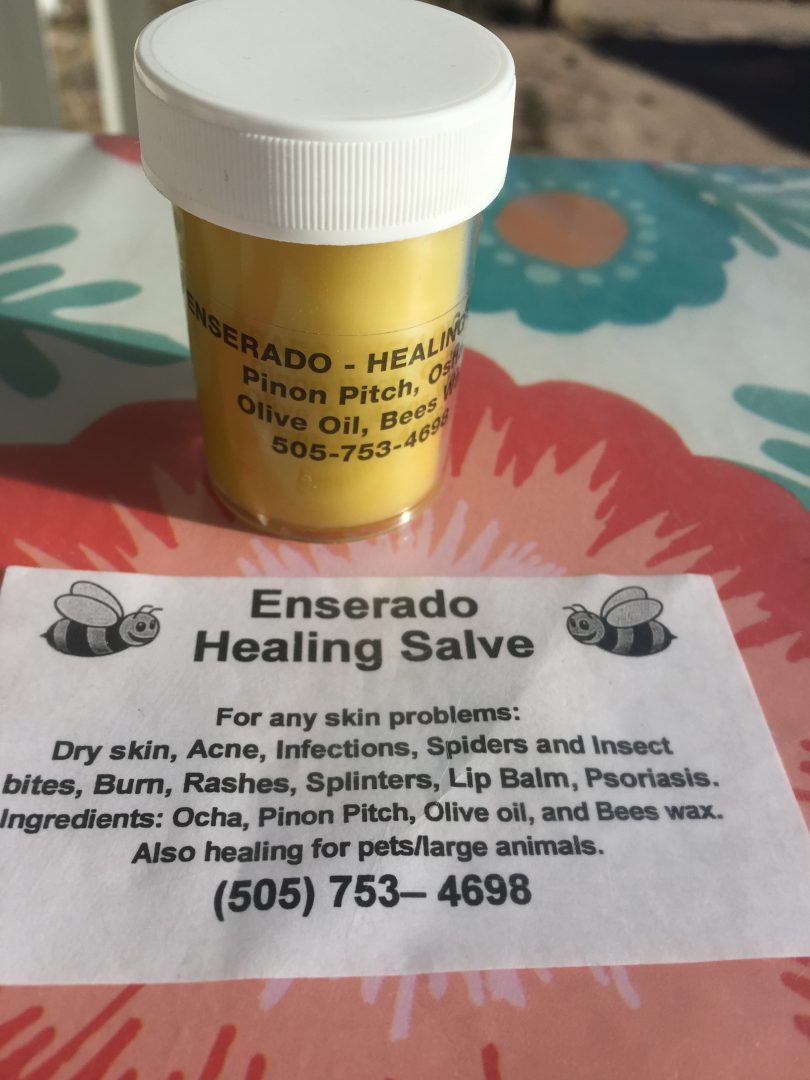 ENSERADO - HEALING
Pinon Pitch,
Olive Oil, Bees
505-753-4698
Enserado
Healing Salve
For any skin problems:
Dry skin, Acne, Infections, Spiders and Insect
bites, Burn, Rashes, Splinters, Lip Balm, Psoriasis.
Ingredients: Ocha, Pinon Pitch, Olive oil, and Bees wax.
Also healing for pets/large animals.
(505) 753– 4698